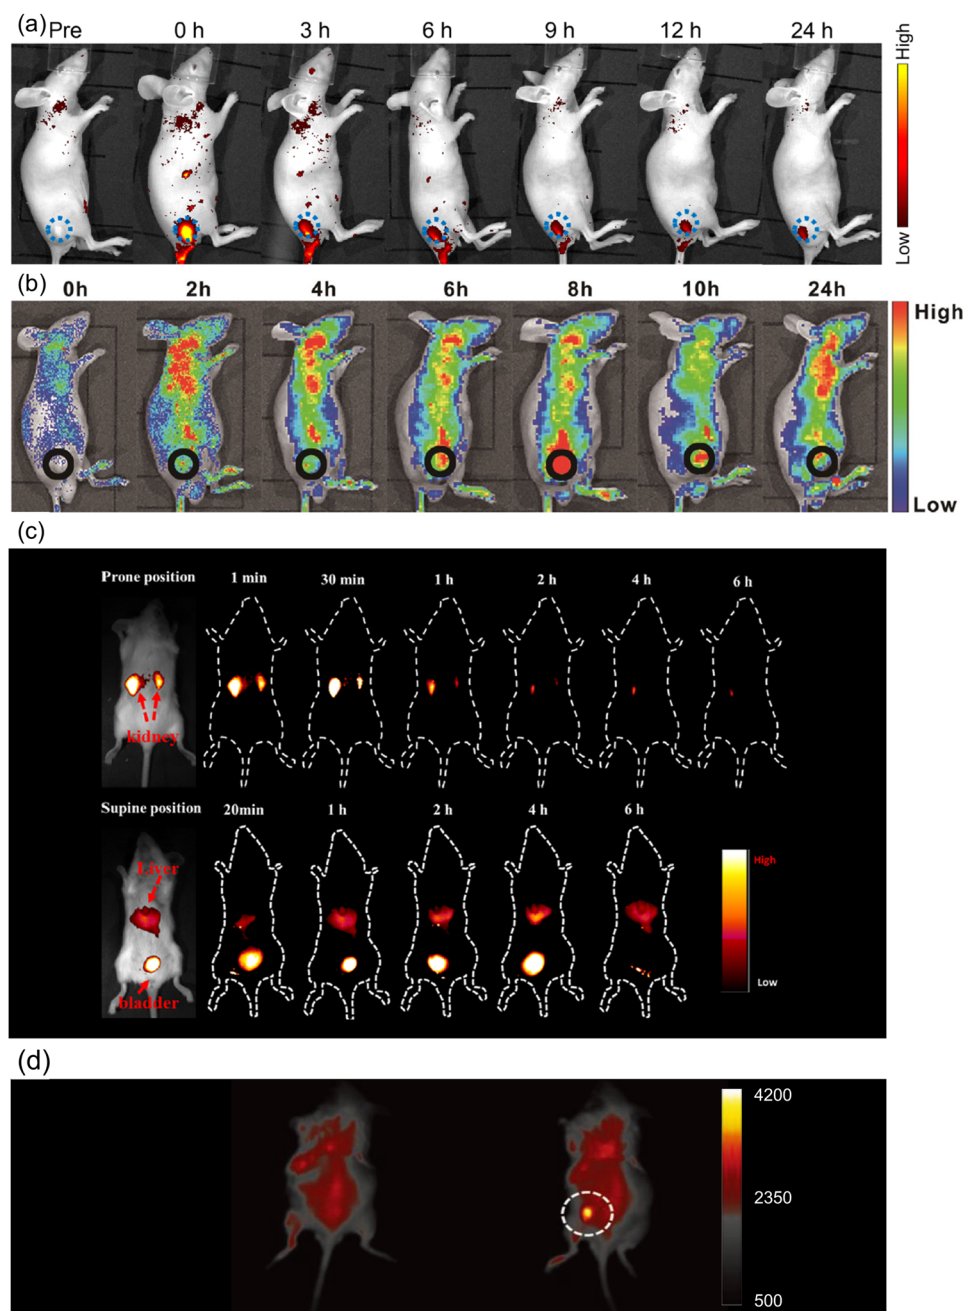 (a)
Pre 0 h 3 h 6 h 9 h 12 h 24 h
High
Low
(b)
0h 2h 4h 6h 8h 10h 24h
High
Low
(c)
Prone position 1 min 30 min 1 h 2 h 4 h 6 h
kidney
Supine position 20min 1 h 2 h 4 h 6 h
Liver
High
Low
bladder
(d)
4200
2350
500